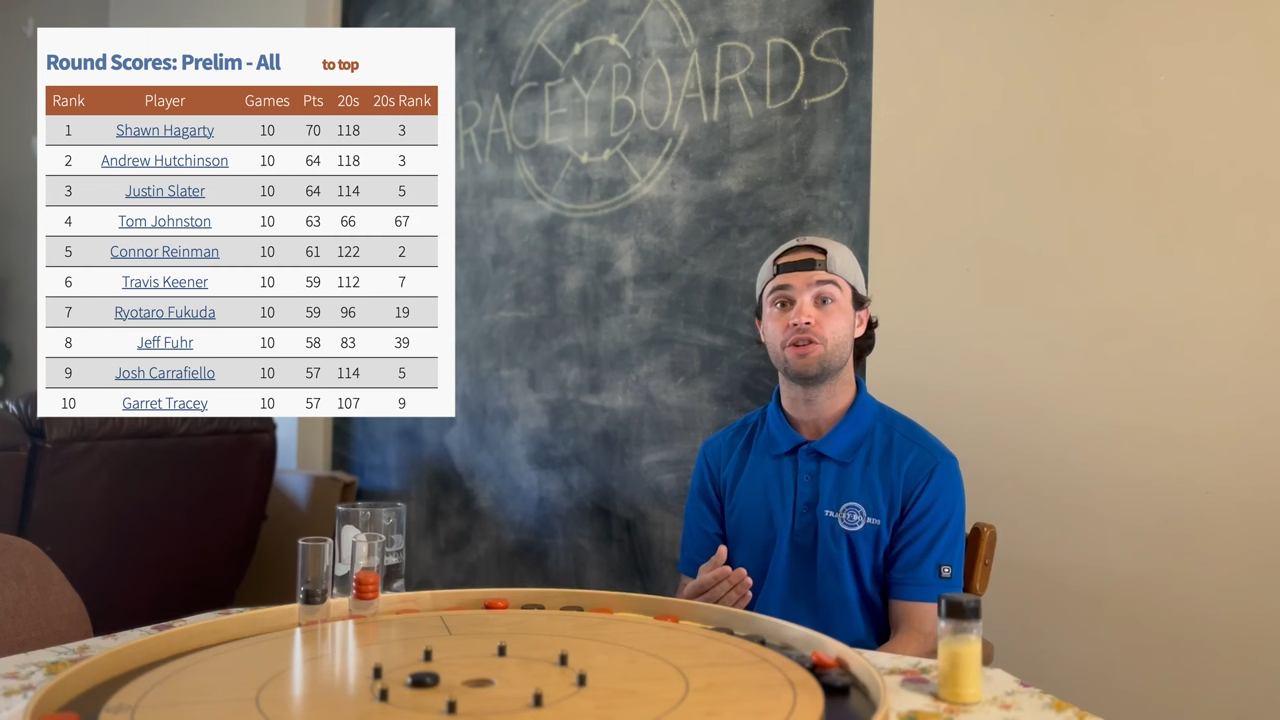 Round Scores: Prelim - All to top
Rank Player Games Pts 20s 20s Rank
1 Shawn Hagarty 10 70 118 3
2 Andrew Hutchinson 10 64 118 3
3 Justin Slater 10 64 114 5
4 Tom Johnston 10 63 66 67
5 Connor Reinman 10 61 122 2
6 Travis Keener 10 59 112 7
7 Ryotaro Fukuda 10 59 96 19
8 Jeff Fuhr 10 58 83 39
9 Josh Carrafiello 10 57 114 5
10 Garret Tracey 10 57 107 9
RACEYBOARDS
TRACEYBOARDS